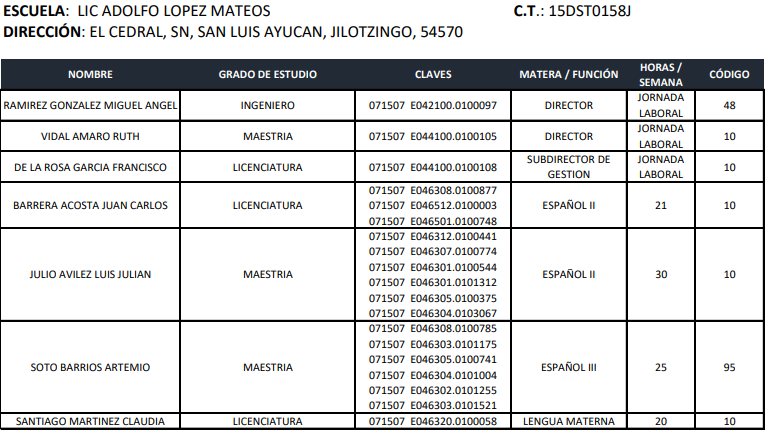 ESCUELA: LIC ADOLFO LOPEZ MATEOS C.T.: 15DST0158J
DIRECCIÓN: EL CEDRAL, SN, SAN LUIS AYUCAN, JILOTZINGO, 54570
NOMBRE GRADO DE ESTUDIO CLAVES MATERA / FUNCIÓN HORAS / SEMANA CÓDIGO
RAMIREZ GONZALEZ MIGUEL ANGEL INGENIERO 071507 E042100.0100097 DIRECTOR JORNADA LABORAL 48
VIDAL AMARO RUTH MAESTRIA 071507 E044100.0100105 DIRECTOR JORNADA LABORAL 10
DE LA ROSA GARCIA FRANCISCO LICENCIATURA 071507 E044100.0100108 SUBDIRECTOR DE GESTION JORNADA LABORAL 10
BARRERA ACOSTA JUAN CARLOS LICENCIATURA 071507 E046308.0100877
071507 E046512.0100003
071507 E046501.0100748 ESPAÑOL II 21 10
JULIO AVILEZ LUIS JULIAN MAESTRIA 071507 E046312.0100441
071507 E046307.0100774
071507 E046301.0100544
071507 E046301.0101312
071507 E046305.0100375
071507 E046304.0103067 ESPAÑOL II 30 10
SOTO BARRIOS ARTEMIO MAESTRIA 071507 E046308.0100785
071507 E046303.0101175
071507 E046305.0100741
071507 E046304.0101004
071507 E046302.0101255
071507 E046303.0101521 ESPAÑOL III 25 95
SANTIAGO MARTINEZ CLAUDIA LICENCIATURA 071507 E046320.0100058 LENGUA MATERNA 20 10